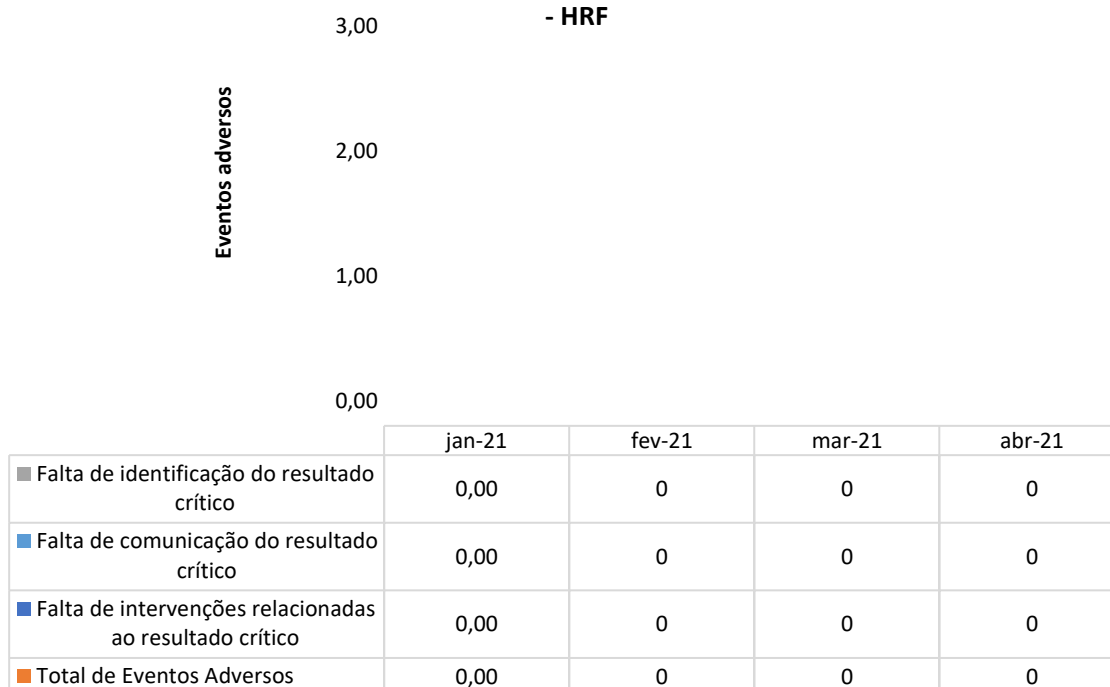 - HRF
3,00
2,00
1,00
0,00
Eventos adversos
jan-21 fev-21 mar-21 abr-21
Falta de identificação do resultado
crítico
0,00 0 0 0
Falta de comunicação do resultado
crítico
0,00 0 0 0
Falta de intervenções relacionadas
ao resultado crítico
0,00 0 0 0
Total de Eventos Adversos 0,00 0 0 0